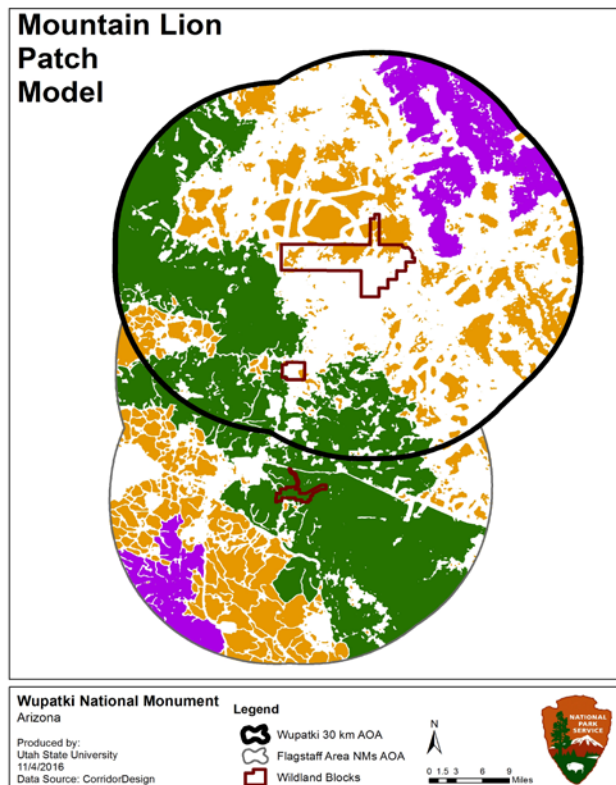 Mountain Lion
Patch
Model
Wupatki National Monument
Arizona
Produced by:
Utah State University
11/4/2016
Data Source: CorridorDesign
Legend
Wupatki 30 km AOA
Flagstaff Area NMs AOA
Wildland Blocks
N
0 1.5 3 6 9
Miles
NATIONAL
PARK
SERVICE